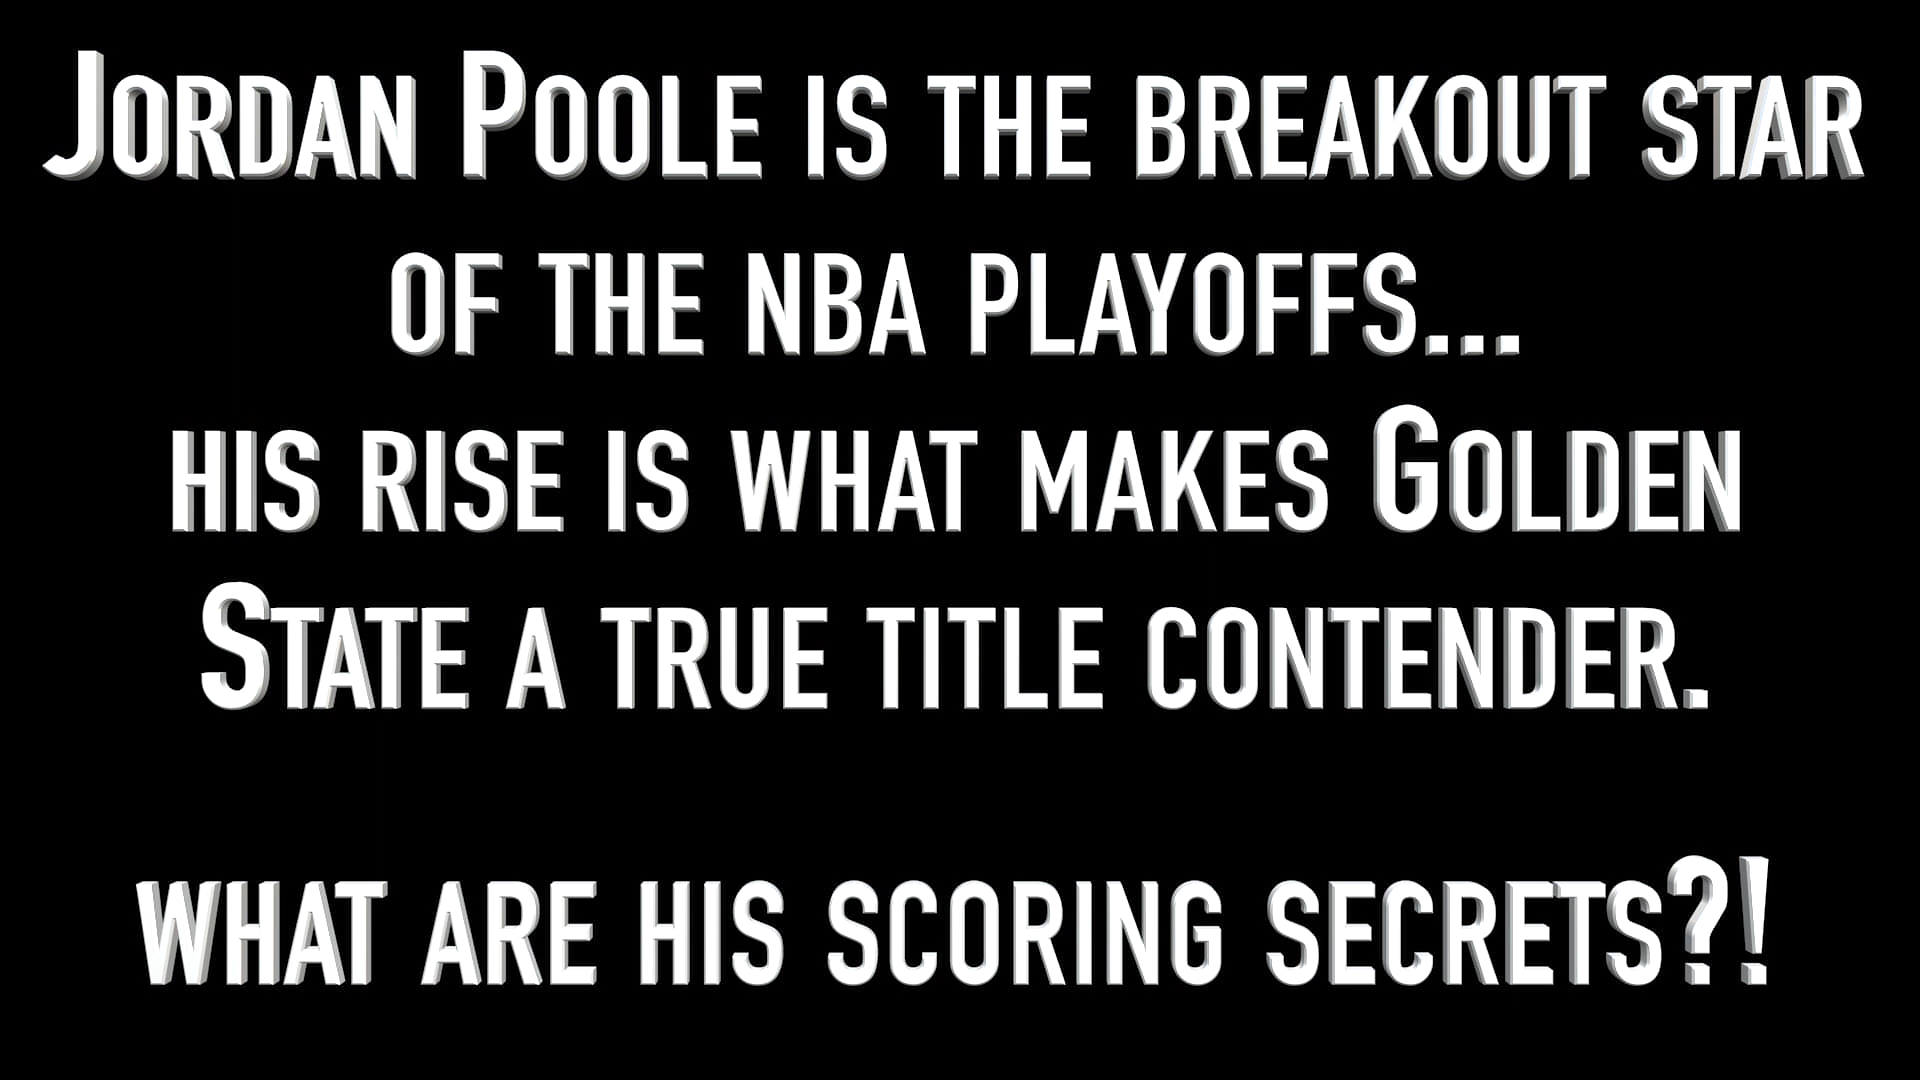 Jordan Poole is the breakout star
of the nba playoffs...
his rise is what makes Golden
State a true title contender.
what are his scoring secrets?!